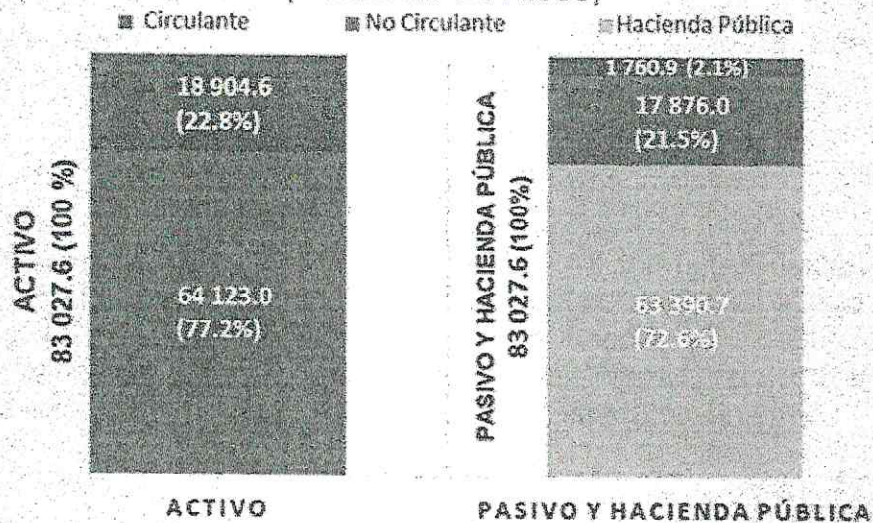 Circulante No Circulante Hacienda Pública
ACTIVO
83 027.6 (100 %)
18 904.6
(22.8%)
64 123.0
(77.2%)
ACTIVO
PASIVO Y HACIENDA PÚBLICA
83 027.6 (100%)
1 760.9 (2.1%)
17 876.0
(21.5%)
63 390.7
(72.6%)
PASIVO Y HACIENDA PÚBLICA